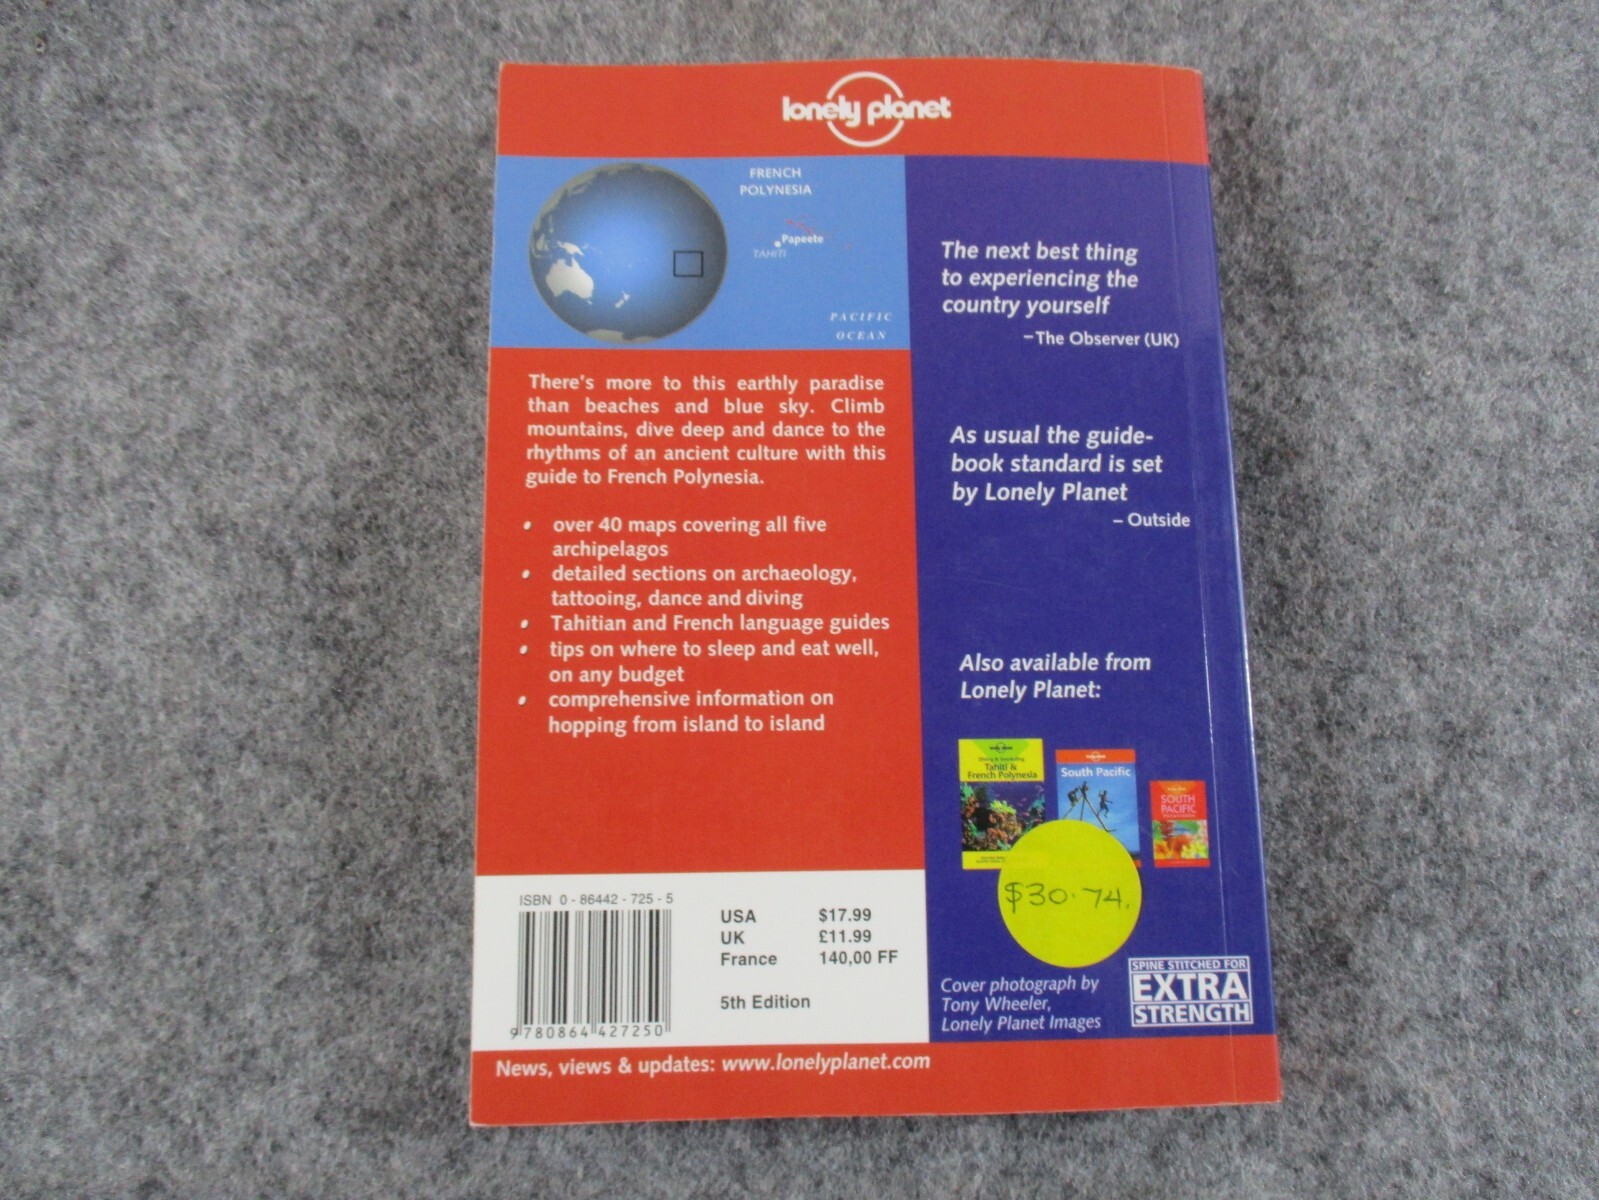 lonely planet
FRENCH
POLYNESIA
Papeete
TAHITI
PACIFIC
OCEAN
There's more to this earthly paradise
than beaches and blue sky. Climb
mountains, dive deep and dance to the
rhythms of an ancient culture with this
guide to French Polynesia.
• over 40 maps covering all five
archipelagos
• detailed sections on archaeology,
tattooing, dance and diving
• Tahitian and French language guides
• tips on where to sleep and eat well,
on any budget
• comprehensive information on
hopping from island to island
ISBN 0 - 86442 - 725 - 5
9 780864 427250
USA $17.99
UK £11.99
France 140,00 FF
5th Edition
The next best thing
to experiencing the
country yourself
– The Observer (UK)
As usual the guide-
book standard is set
by Lonely Planet
– Outside
Also available from
Lonely Planet:
Diving & Snorkeling
Tahiti &
French Polynesia
South Pacific
SOUTH
PACIFIC
$30.74.
Cover photograph by
Tony Wheeler,
Lonely Planet Images
SPINE STITCHED FOR
EXTRA
STRENGTH
News, views & updates: www.lonelyplanet.com